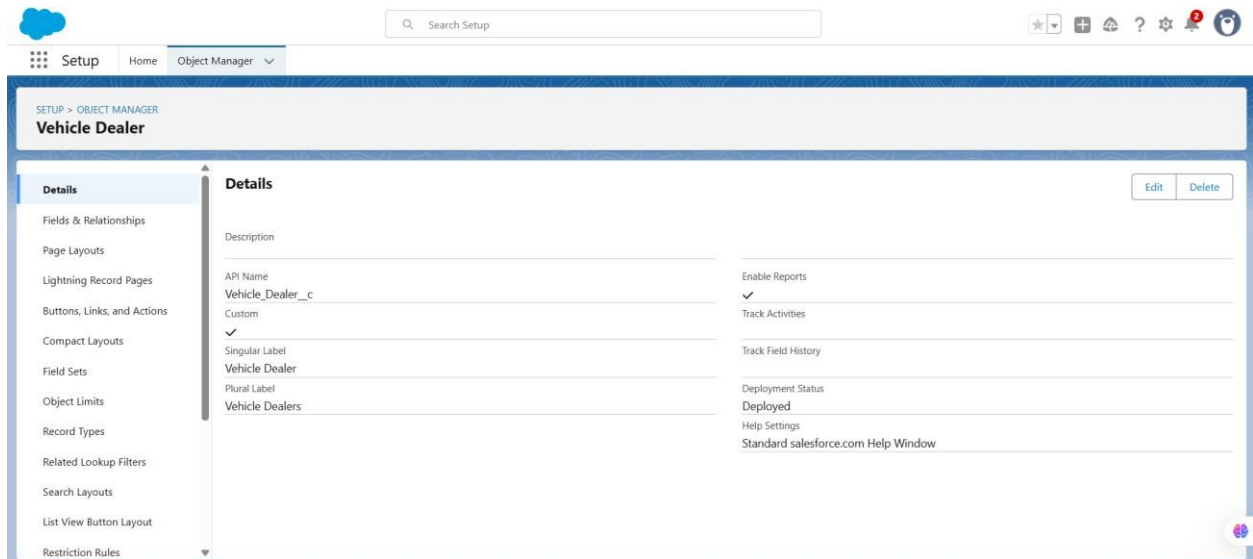 Search Setup
2
Setup
Home
Object Manager
SETUP > OBJECT MANAGER
Vehicle Dealer
Details
Fields & Relationships
Page Layouts
Lightning Record Pages
Buttons, Links, and Actions
Compact Layouts
Field Sets
Object Limits
Record Types
Related Lookup Filters
Search Layouts
List View Button Layout
Restriction Rules
Details
Edit
Delete
Description
API Name
Vehicle_Dealer__c
Custom
Singular Label
Vehicle Dealer
Plural Label
Vehicle Dealers
Enable Reports
Track Activities
Track Field History
Deployment Status
Deployed
Help Settings
Standard salesforce.com Help Window